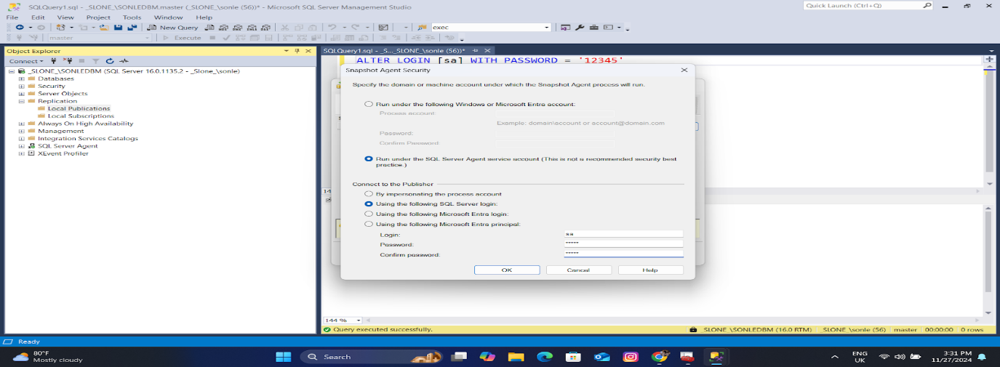 SQLQuery1.sql - _SLONE_\SONLEDBM.master (_SLONE_\sonle (56))* - Microsoft SQL Server Management Studio
Quick Launch (Ctrl+Q)
File Edit View Project Tools Window Help
New Query
exec
master
Execute
Object Explorer
SQLQuery1.sql - _S..._SLONE_\sonle (56))*
Connect
ALTER LOGIN [sa] WITH PASSWORD = '12345'
_SLONE_\SONLEDBM (SQL Server 16.0.1135.2 - _Slone_\sonle)
Databases
Security
Server Objects
Replication
Local Publications
Local Subscriptions
Always On High Availability
Management
Integration Services Catalogs
SQL Server Agent
XEvent Profiler
Snapshot Agent Security
Specify the domain or machine account under which the Snapshot Agent process will run.
Run under the following Windows or Microsoft Entra account:
Process account:
Example: domain\account or account@domain.com
Password:
Confirm Password:
Run under the SQL Server Agent service account (This is not a recommended security best
practice.)
Connect to the Publisher
By impersonating the process account
Using the following SQL Server login:
Using the following Microsoft Entra login:
Using the following Microsoft Entra principal:
Login: sa
Password: *****
Confirm password: *****
OK Cancel Help
144 %
Query executed successfully.
_SLONE_\SONLEDBM (16.0 RTM) _SLONE_\sonle (56) master 00:00:00 0 rows
Ready
80°F
Mostly cloudy
Search
ENG
UK
3:31 PM
11/27/2024